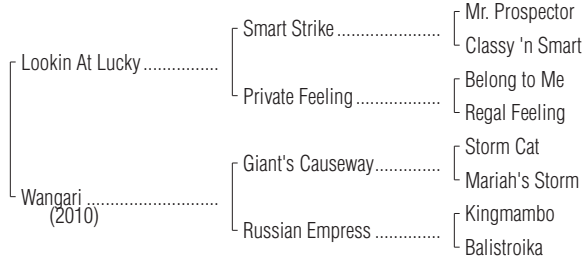 Mr. Prospector
Smart Strike ......................
Classy 'n Smart
Lookin At Lucky ................
Belong to Me
Private Feeling ..................
Regal Feeling
Storm Cat
Giant's Causeway..............
Mariah's Storm
Wangari ............................
(2010)
Kingmambo
Russian Empress ..............
Balistroika